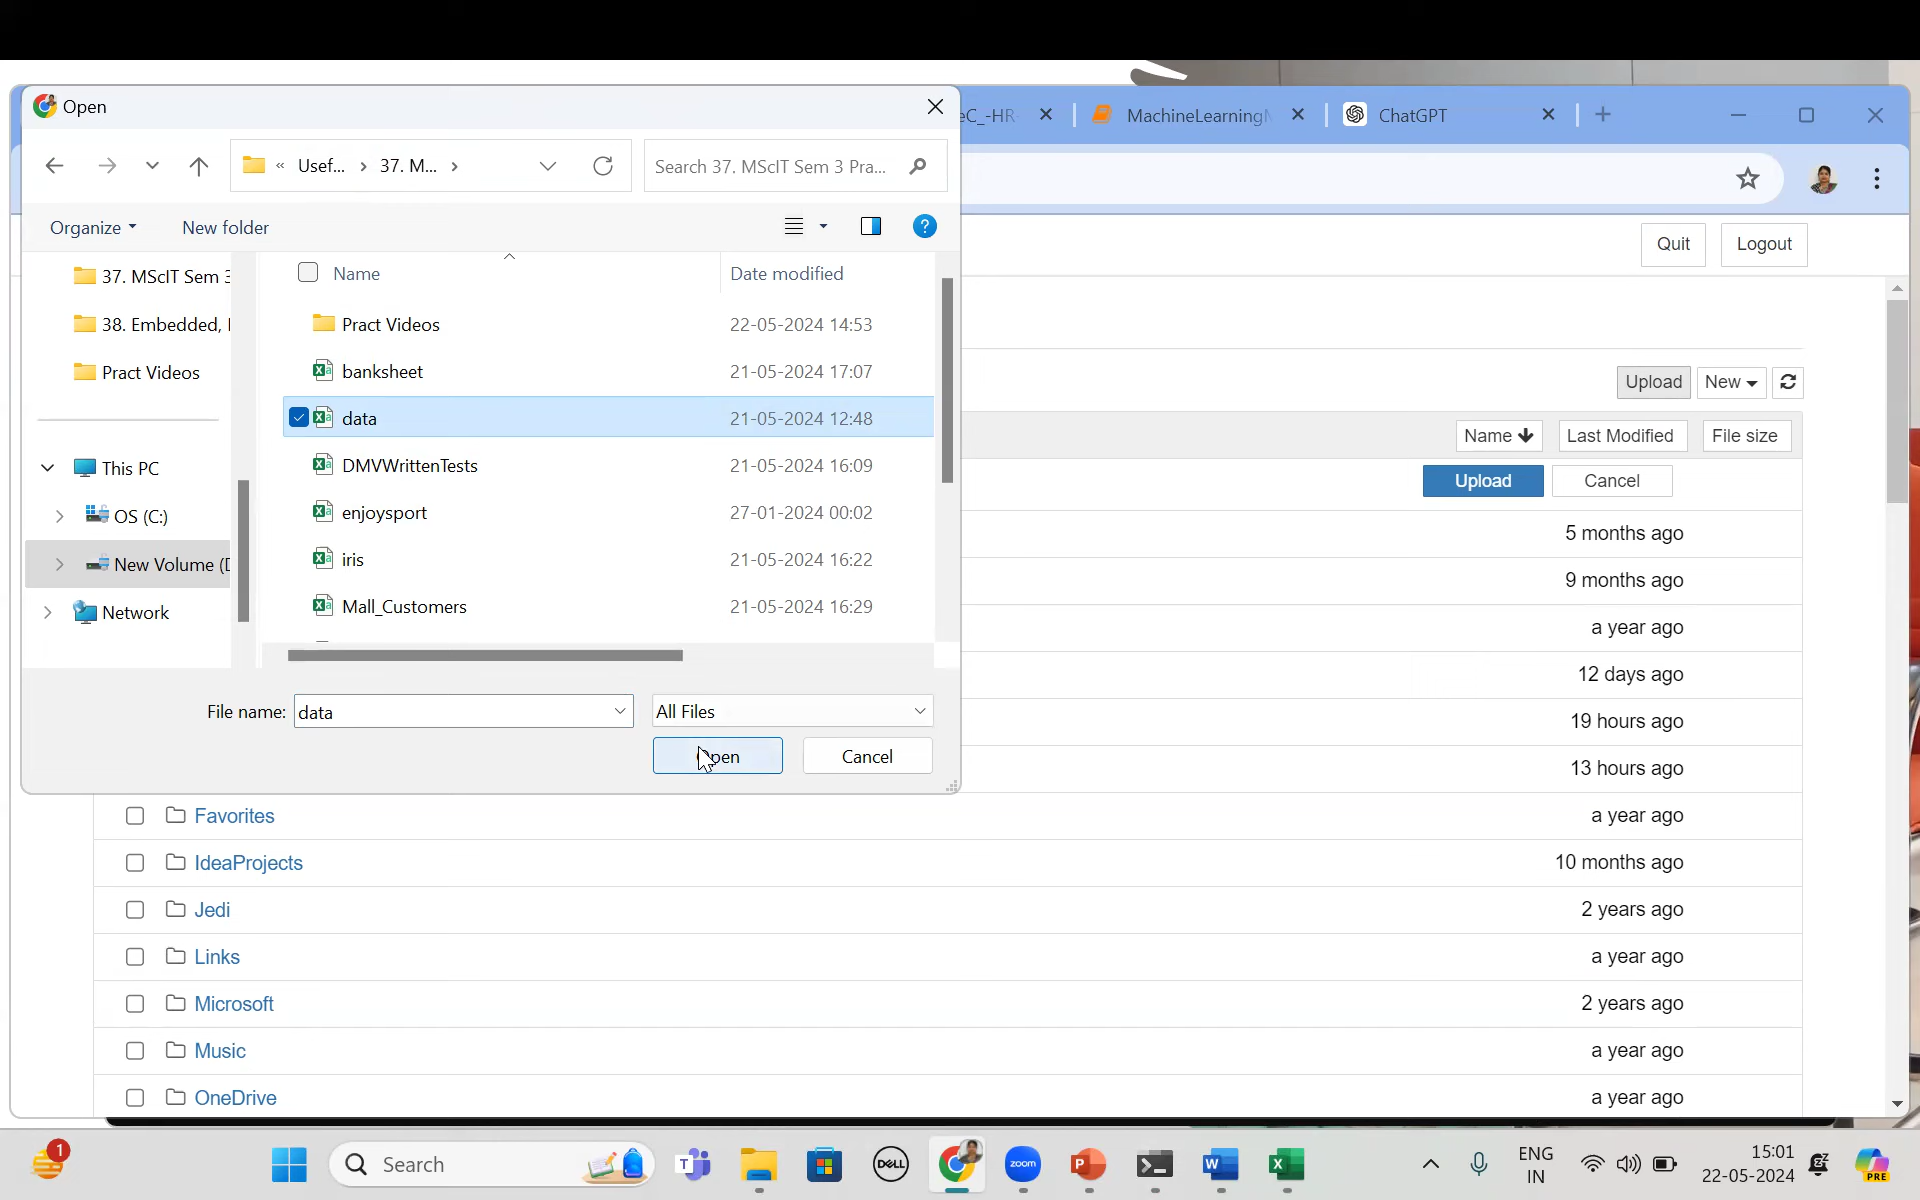 Open
eC_-HR-
MachineLearningM
ChatGPT
« Usef... › 37. M... ›
Search 37. MScIT Sem 3 Pra...
Organize
New folder
?
Quit
Logout
37. MScIT Sem 3
38. Embedded,
Pract Videos
This PC
OS (C:)
New Volume (D
Network
Name
Date modified
Pract Videos 22-05-2024 14:53
banksheet 21-05-2024 17:07
data 21-05-2024 12:48
DMVWrittenTests 21-05-2024 16:09
enjoysport 27-01-2024 00:02
iris 21-05-2024 16:22
Mall_Customers 21-05-2024 16:29
File name: data
All Files
Open
Cancel
Upload
New
Name
Last Modified
File size
Upload
Cancel
5 months ago
9 months ago
a year ago
12 days ago
19 hours ago
13 hours ago
Favorites a year ago
IdeaProjects 10 months ago
Jedi 2 years ago
Links a year ago
Microsoft 2 years ago
Music a year ago
OneDrive a year ago
1
Search
DELL
zoom
ENG
IN
15:01
22-05-2024
PRE